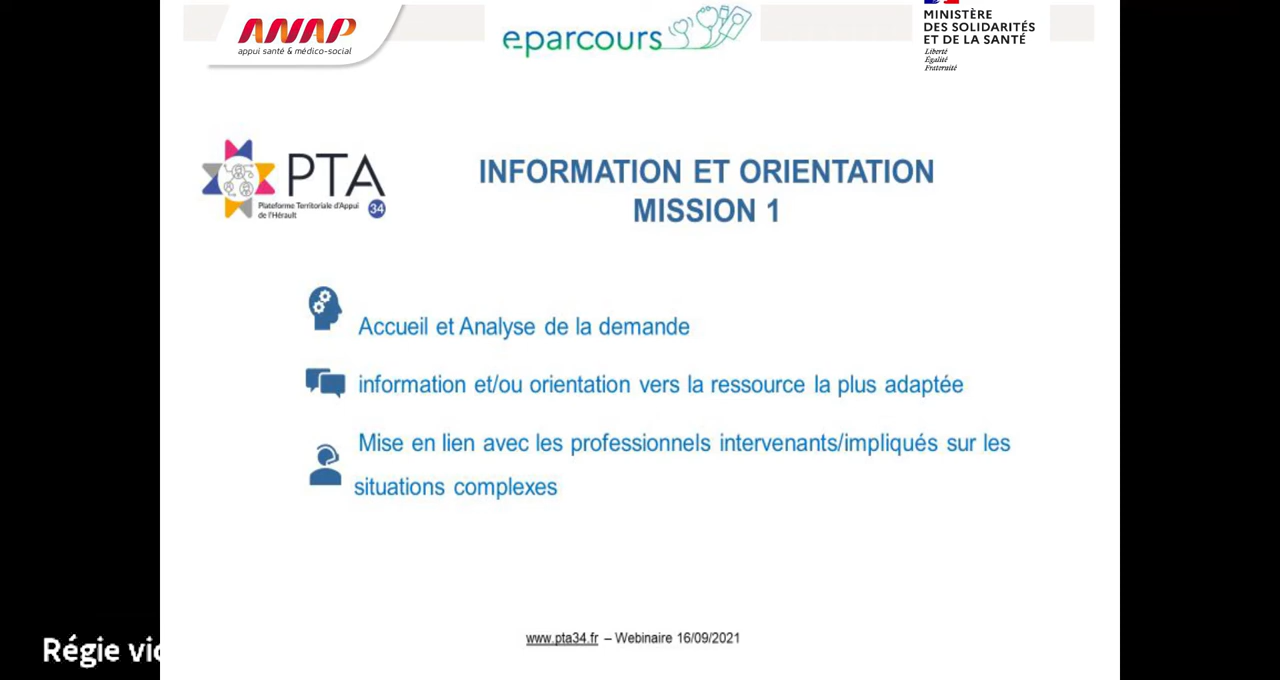 ANAP
appui santé & médico-social
eparcours
MINISTÈRE
DES SOLIDARITÉS
ET DE LA SANTÉ
Liberté
Égalité
Fraternité
PTA
Plateforme Territoriale d'Appui
de l'Hérault
34
INFORMATION ET ORIENTATION
MISSION 1
Accueil et Analyse de la demande
information et/ou orientation vers la ressource la plus adaptée
Mise en lien avec les professionnels intervenants/impliqués sur les
situations complexes
www.pta34.fr – Webinaire 16/09/2021
Régie